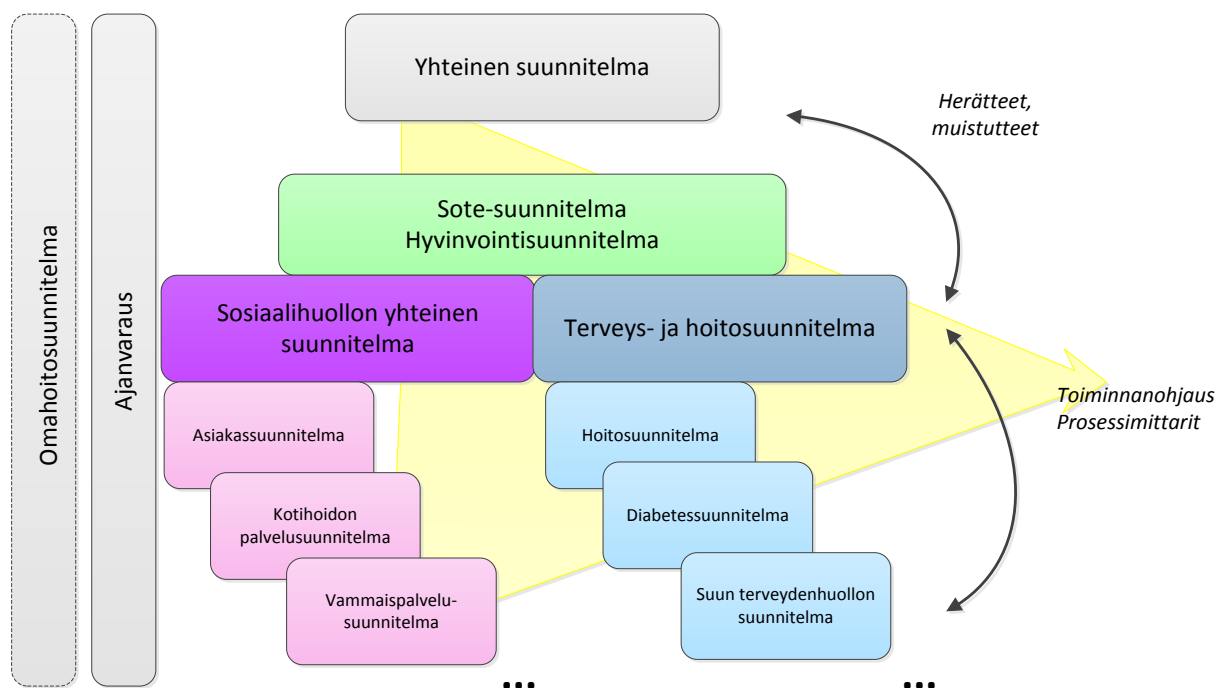 Omahoitosuunnitelma
Ajanvaraus
Yhteinen suunnitelma
Herätteet,
muistutteet
Sote-suunnitelma
Hyvinvointisuunnitelma
Sosiaalihuollon yhteinen
suunnitelma
Terveys- ja hoitosuunnitelma
Toiminnanohjaus
Prosessimittarit
Asiakassuunnitelma
Hoitosuunnitelma
Kotihoidon
palvelusuunnitelma
Diabetessuunnitelma
Vammaispalvelu-
suunnitelma
Suun terveydenhuollon
suunnitelma
...
...